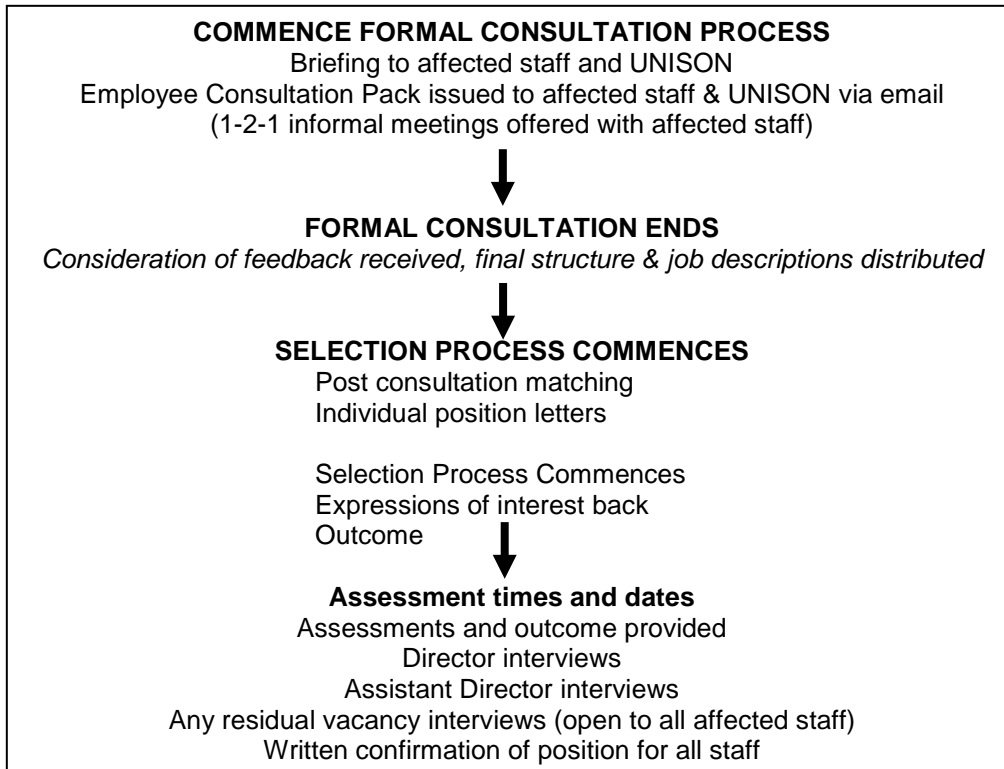 COMMENCE FORMAL CONSULTATION PROCESS
Briefing to affected staff and UNISON
Employee Consultation Pack issued to affected staff & UNISON via email
(1-2-1 informal meetings offered with affected staff)
FORMAL CONSULTATION ENDS
Consideration of feedback received, final structure & job descriptions distributed
SELECTION PROCESS COMMENCES
Post consultation matching
Individual position letters
Selection Process Commences
Expressions of interest back
Outcome
Assessment times and dates
Assessments and outcome provided
Director interviews
Assistant Director interviews
Any residual vacancy interviews (open to all affected staff)
Written confirmation of position for all staff